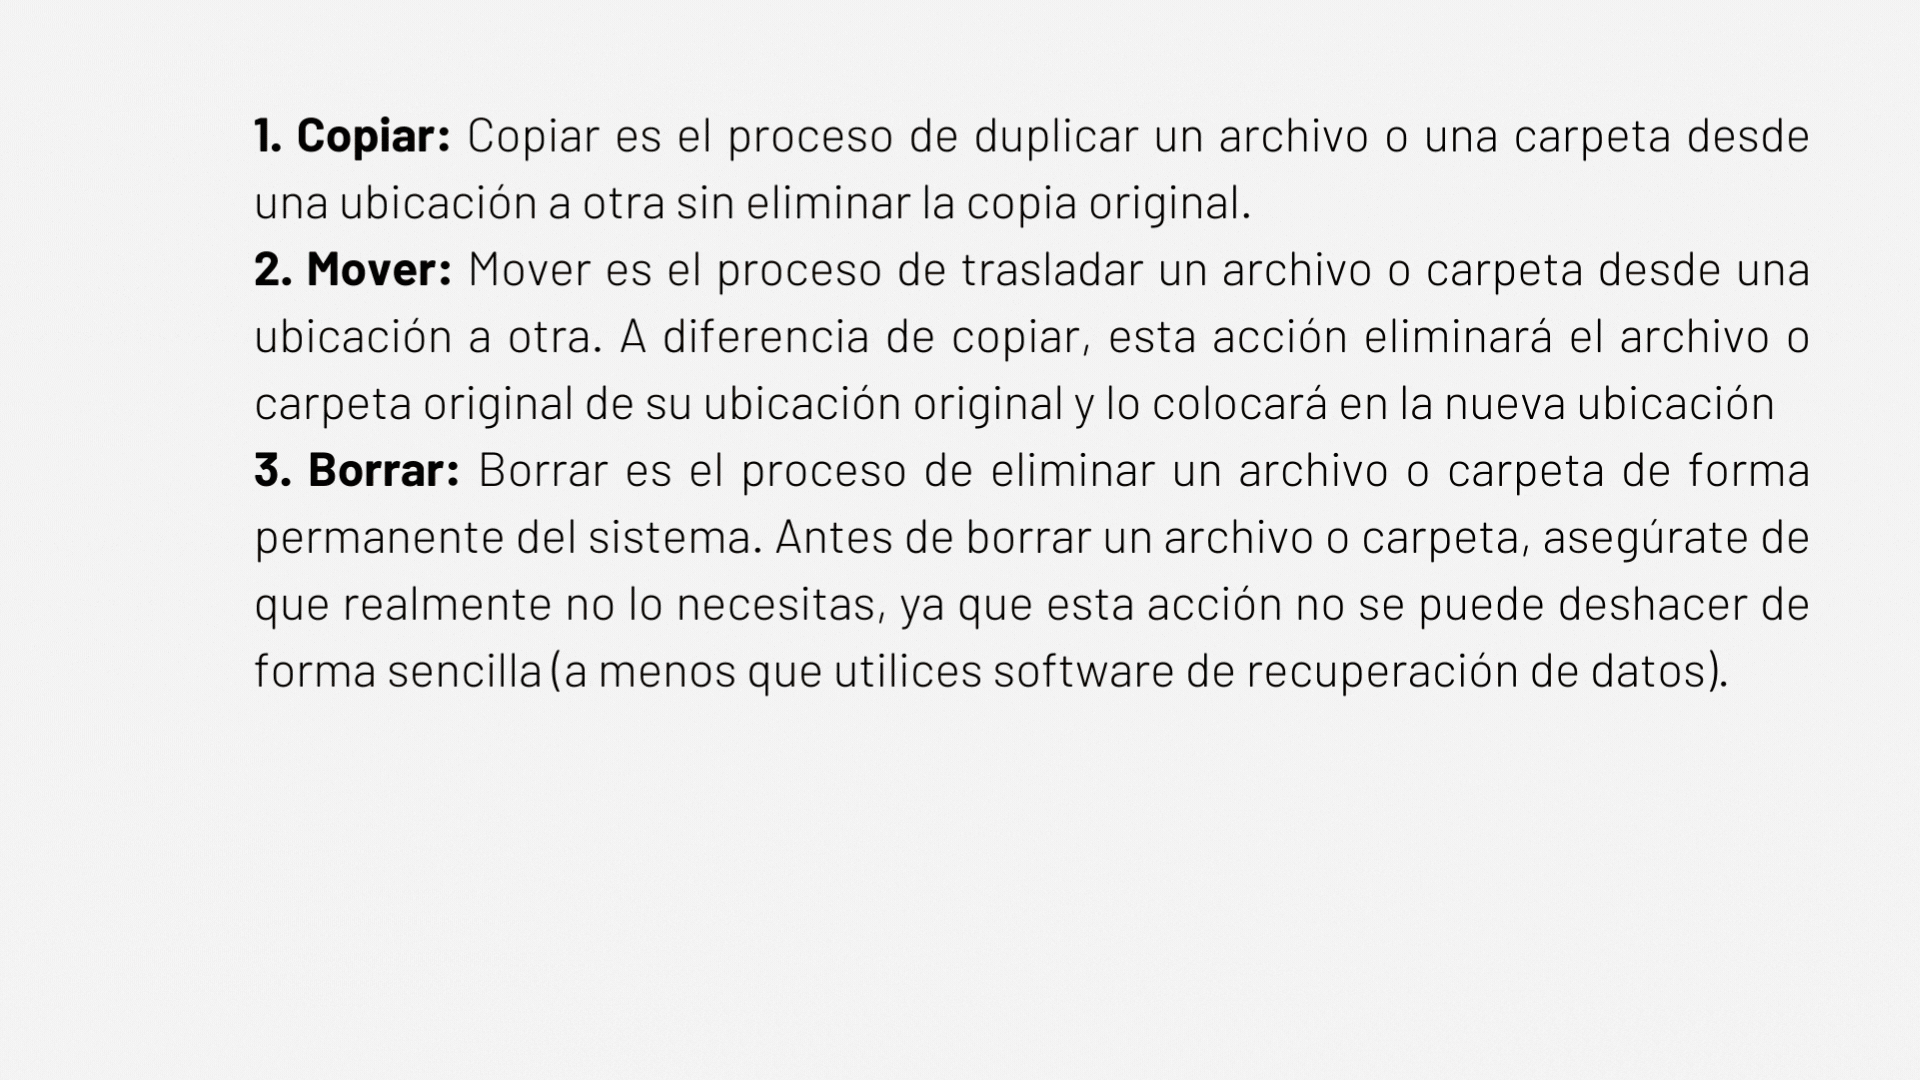 1. Copiar: Copiar es el proceso de duplicar un archivo o una carpeta desde
una ubicación a otra sin eliminar la copia original.
2. Mover: Mover es el proceso de trasladar un archivo o carpeta desde una
ubicación a otra. A diferencia de copiar, esta acción eliminará el archivo o
carpeta original de su ubicación original y lo colocará en la nueva ubicación
3. Borrar: Borrar es el proceso de eliminar un archivo o carpeta de forma
permanente del sistema. Antes de borrar un archivo o carpeta, asegúrate de
que realmente no lo necesitas, ya que esta acción no se puede deshacer de
forma sencilla (a menos que utilices software de recuperación de datos).